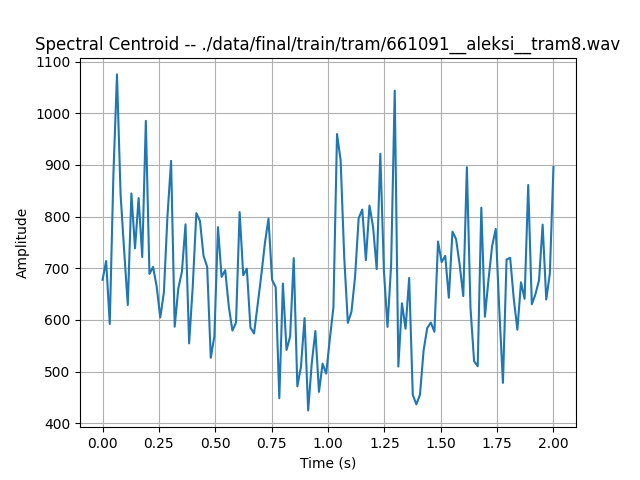 Spectral Centroid -- ./data/final/train/tram/661091__aleksi__tram8.wav
1100
1000
900
800
700
600
500
400
Amplitude
0.00 0.25 0.50 0.75 1.00 1.25 1.50 1.75 2.00
Time (s)